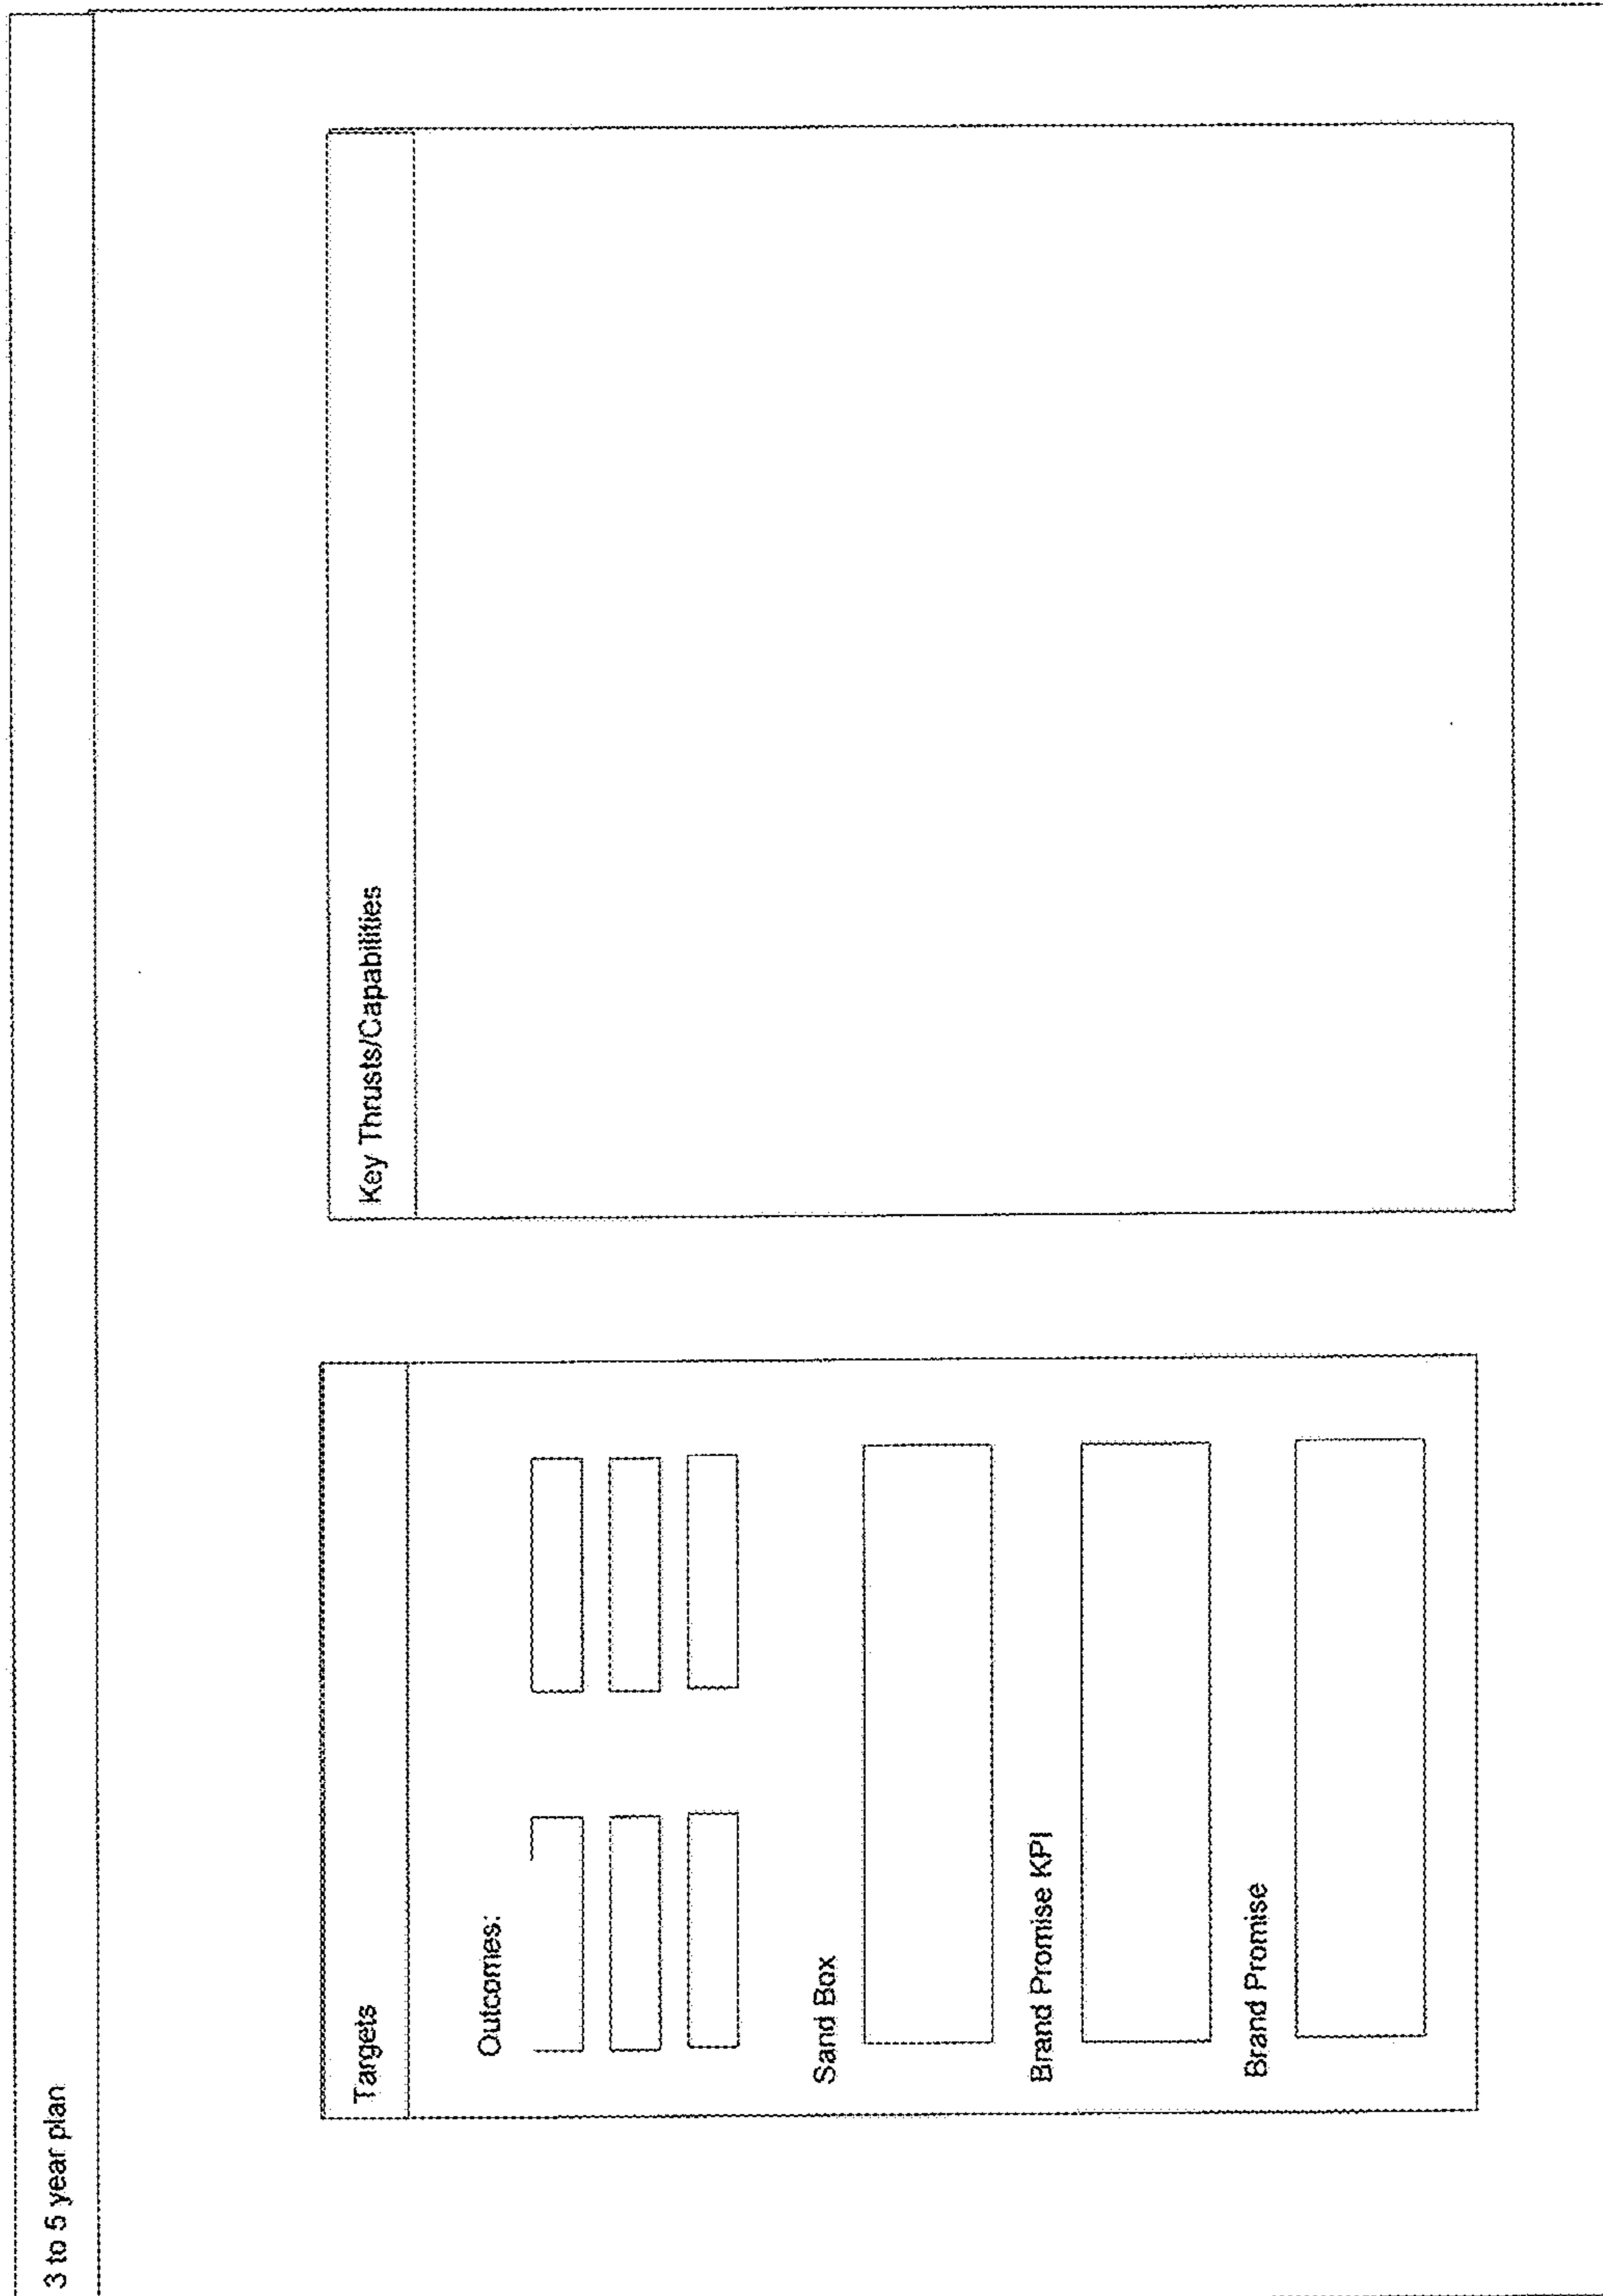 3 to 5 year plan
Targets
Outcomes:
Sand Box
Brand Promise KPI
Brand Promise
Key Thrusts/Capabilities